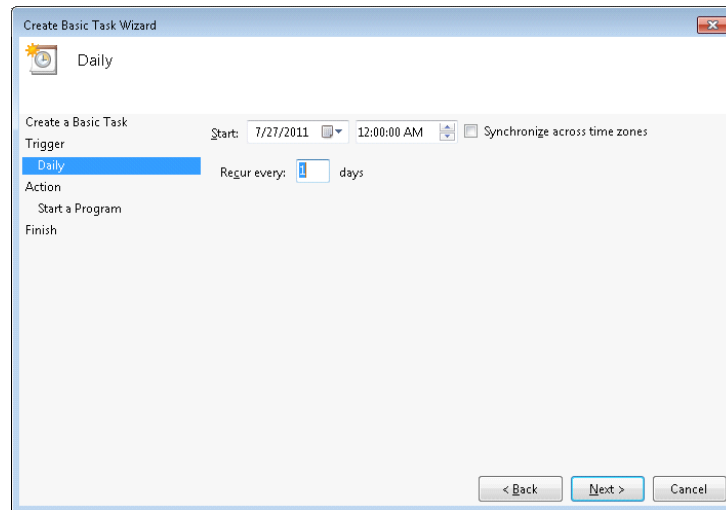 Create Basic Task Wizard
Daily
Create a Basic Task
Trigger
Daily
Action
Start a Program
Finish
Start: 7/27/2011 12:00:00 AM Synchronize across time zones
Recur every: 1 days
< Back Next > Cancel